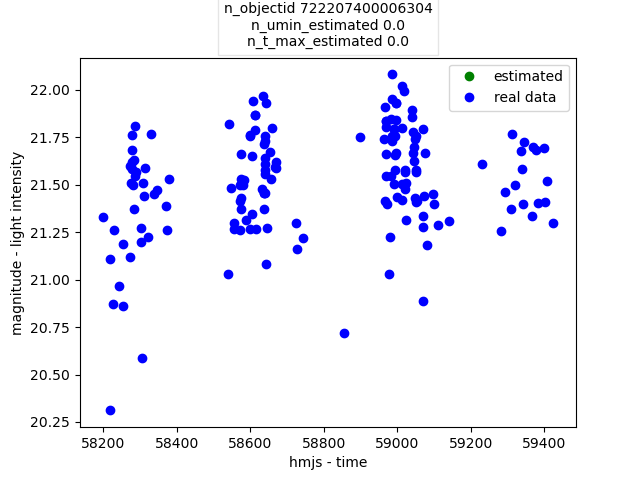 n_objectid 722207400006304
n_umin_estimated 0.0
n_t_max_estimated 0.0
estimated
real data
magnitude - light intensity
22.00
21.75
21.50
21.25
21.00
20.75
20.50
20.25
58200 58400 58600 58800 59000 59200 59400
hmjs - time